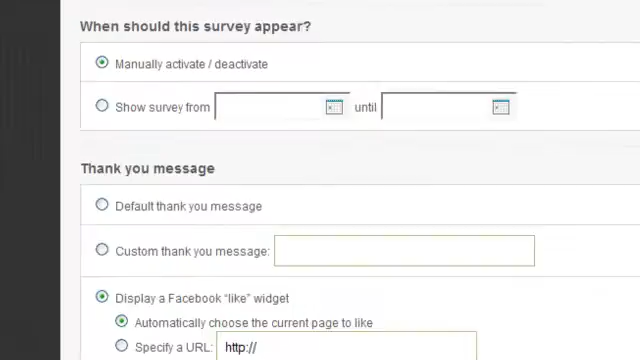 When should this survey appear?
Manually activate / deactivate
Show survey from until
Thank you message
Default thank you message
Custom thank you message:
Display a Facebook “like” widget
Automatically choose the current page to like
Specify a URL: http://